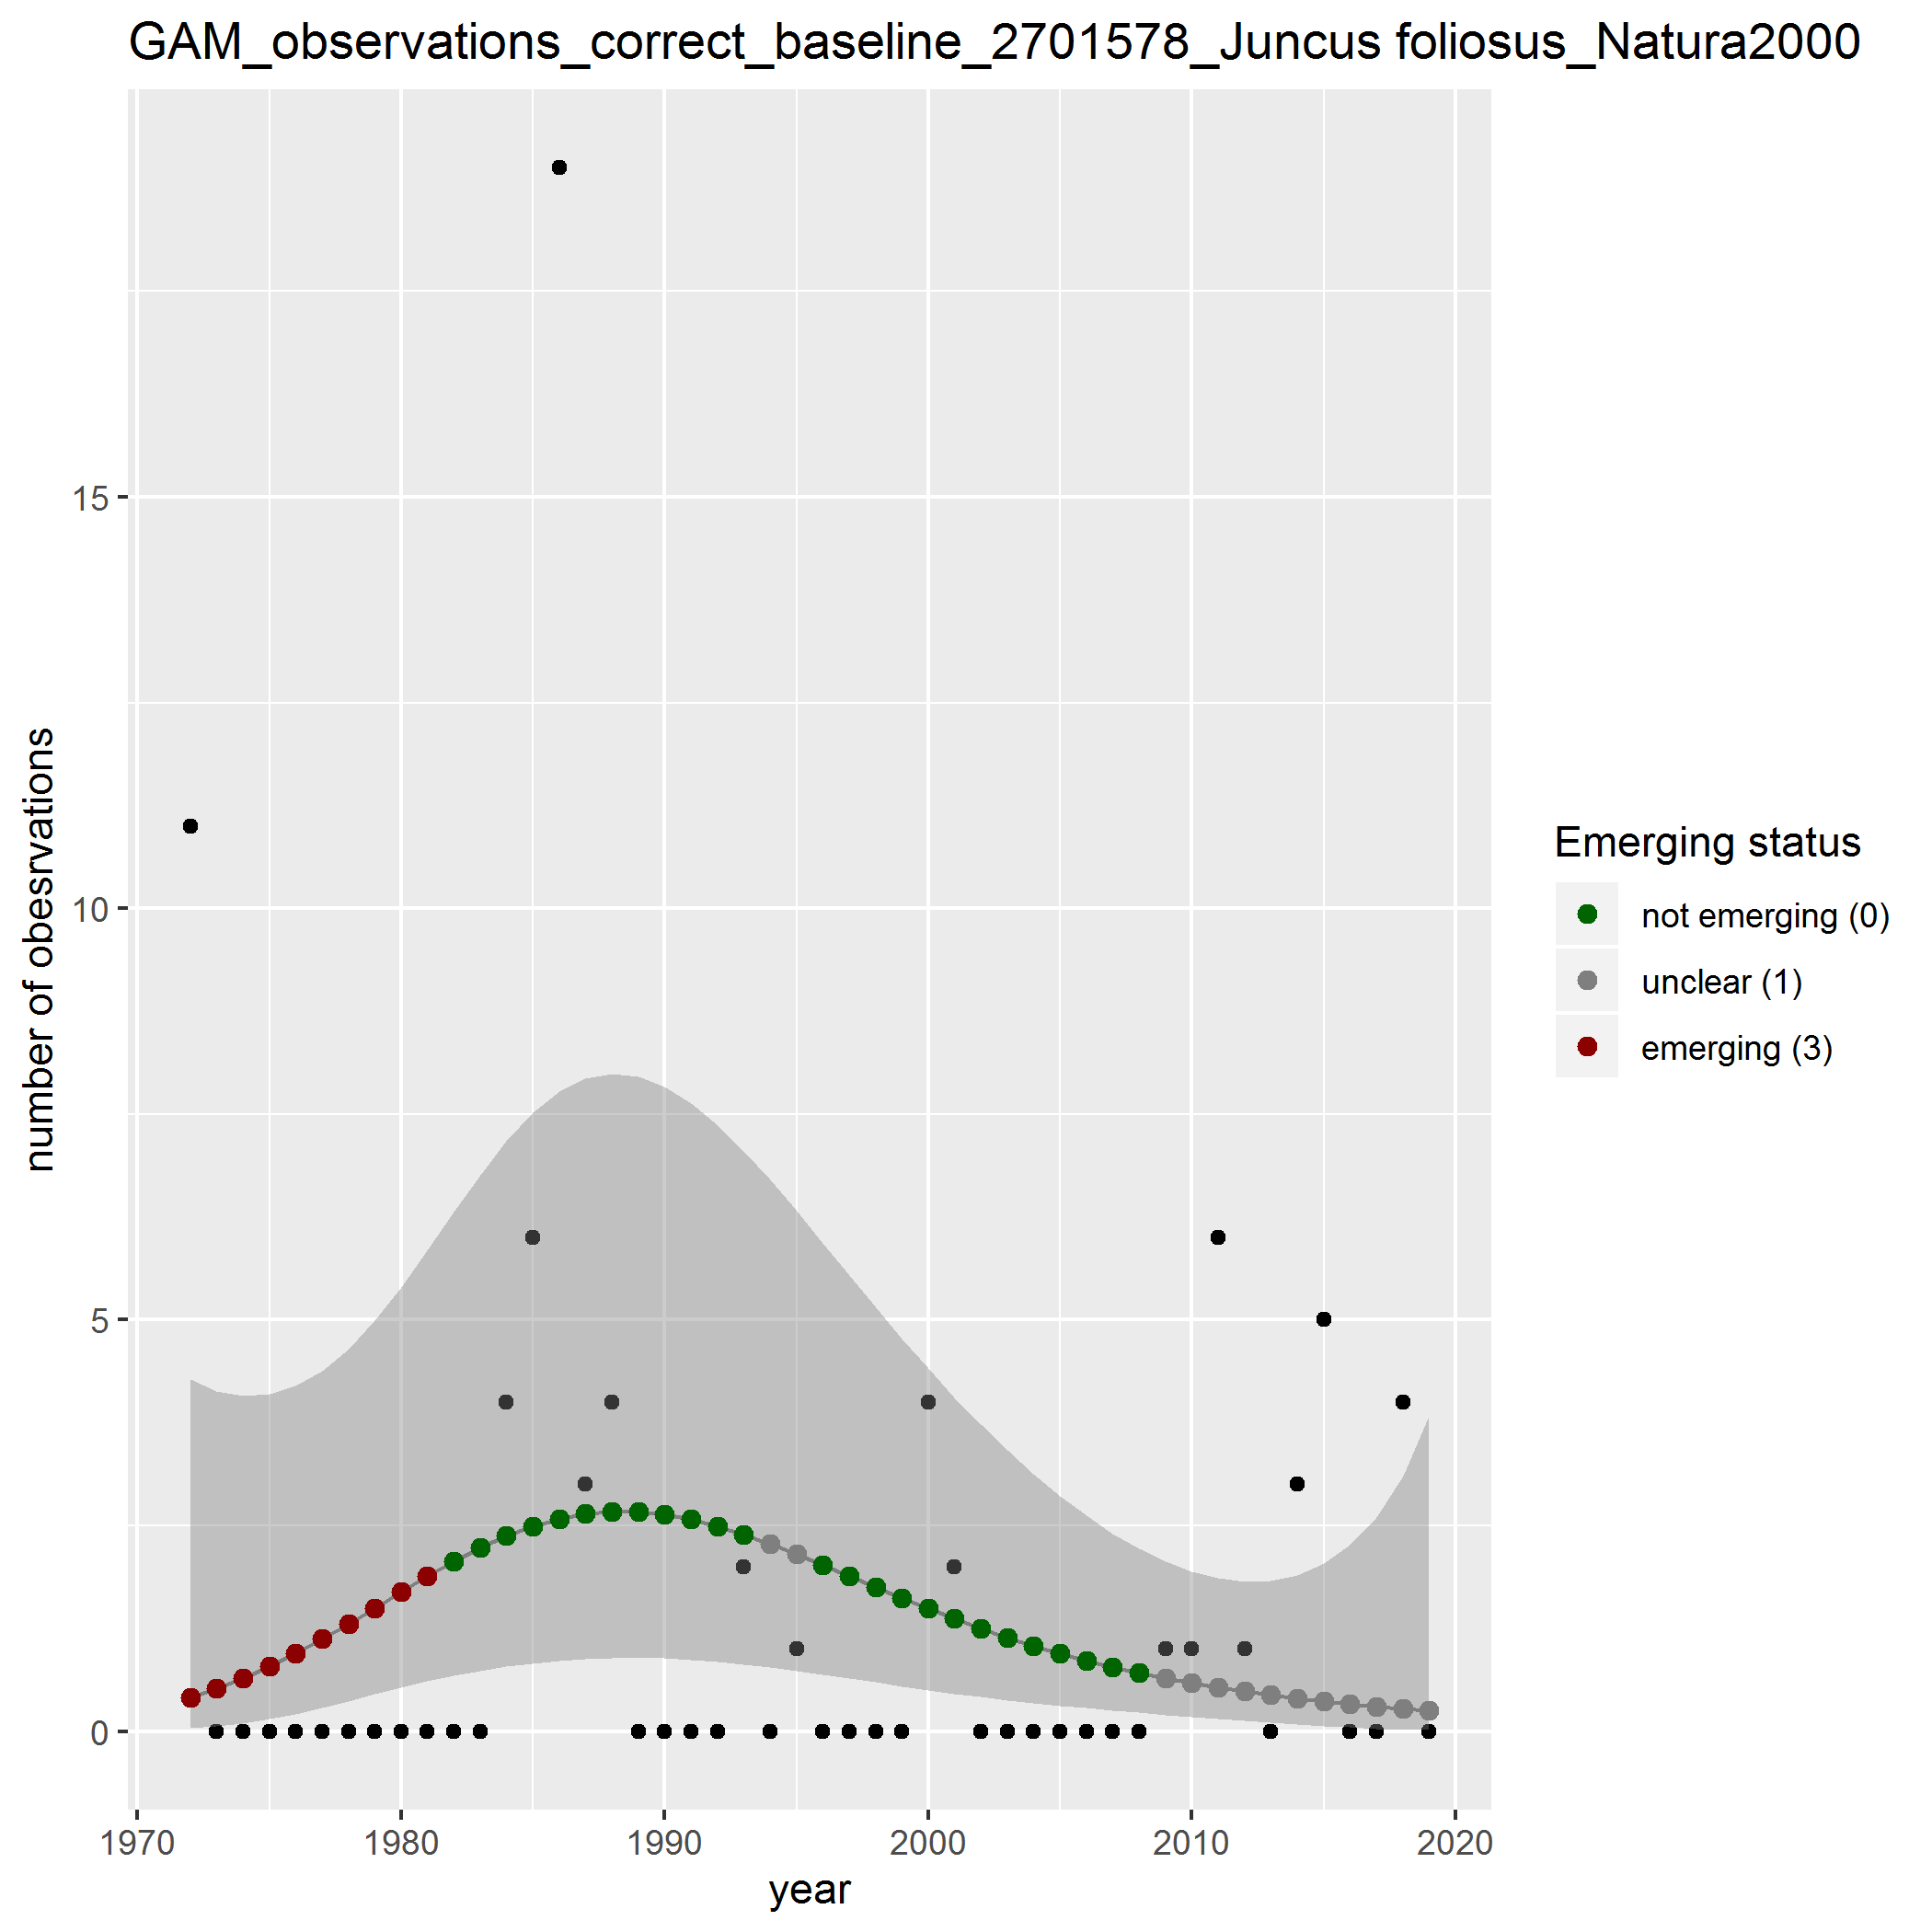 GAM_observations_correct_baseline_2701578_Juncus foliosus_Natura2000
number of obesrvations
15
10
5
0
1970
1980
1990
2000
2010
2020
year
Emerging status
not emerging (0)
unclear (1)
emerging (3)